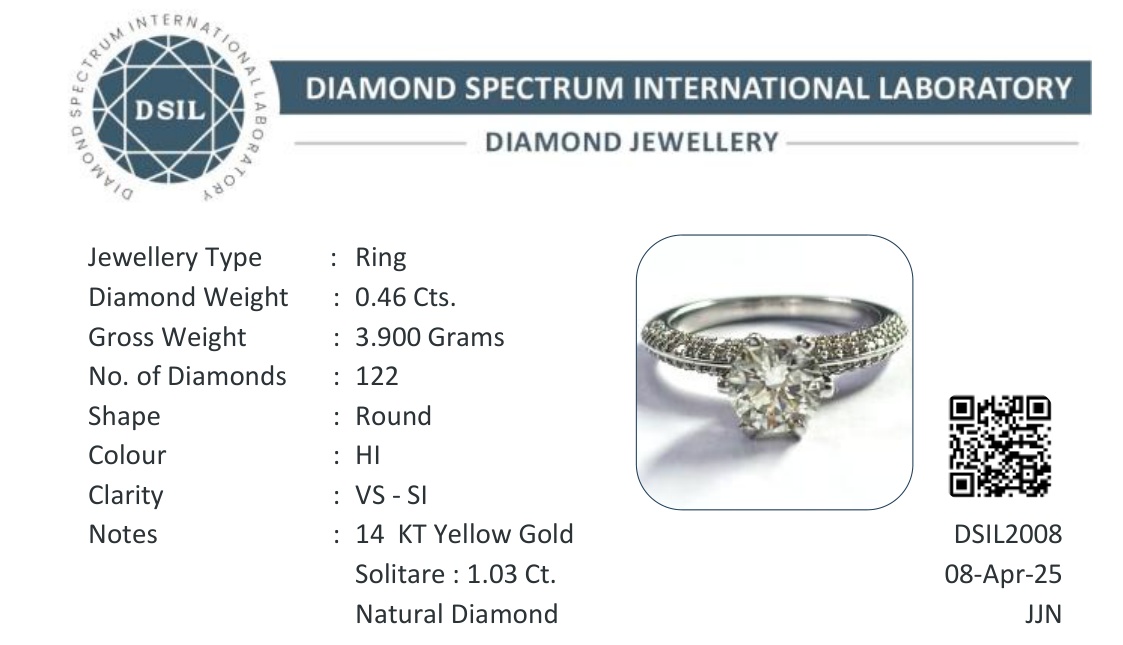 DIAMOND SPECTRUM INTERNATIONAL LABORATORY
DSIL
DIAMOND SPECTRUM INTERNATIONAL LABORATORY
DIAMOND JEWELLERY
Jewellery Type : Ring
Diamond Weight : 0.46 Cts.
Gross Weight : 3.900 Grams
No. of Diamonds : 122
Shape : Round
Colour : HI
Clarity : VS - SI
Notes : 14 KT Yellow Gold
DSIL2008
Solitare : 1.03 Ct.
08-Apr-25
Natural Diamond
JJN